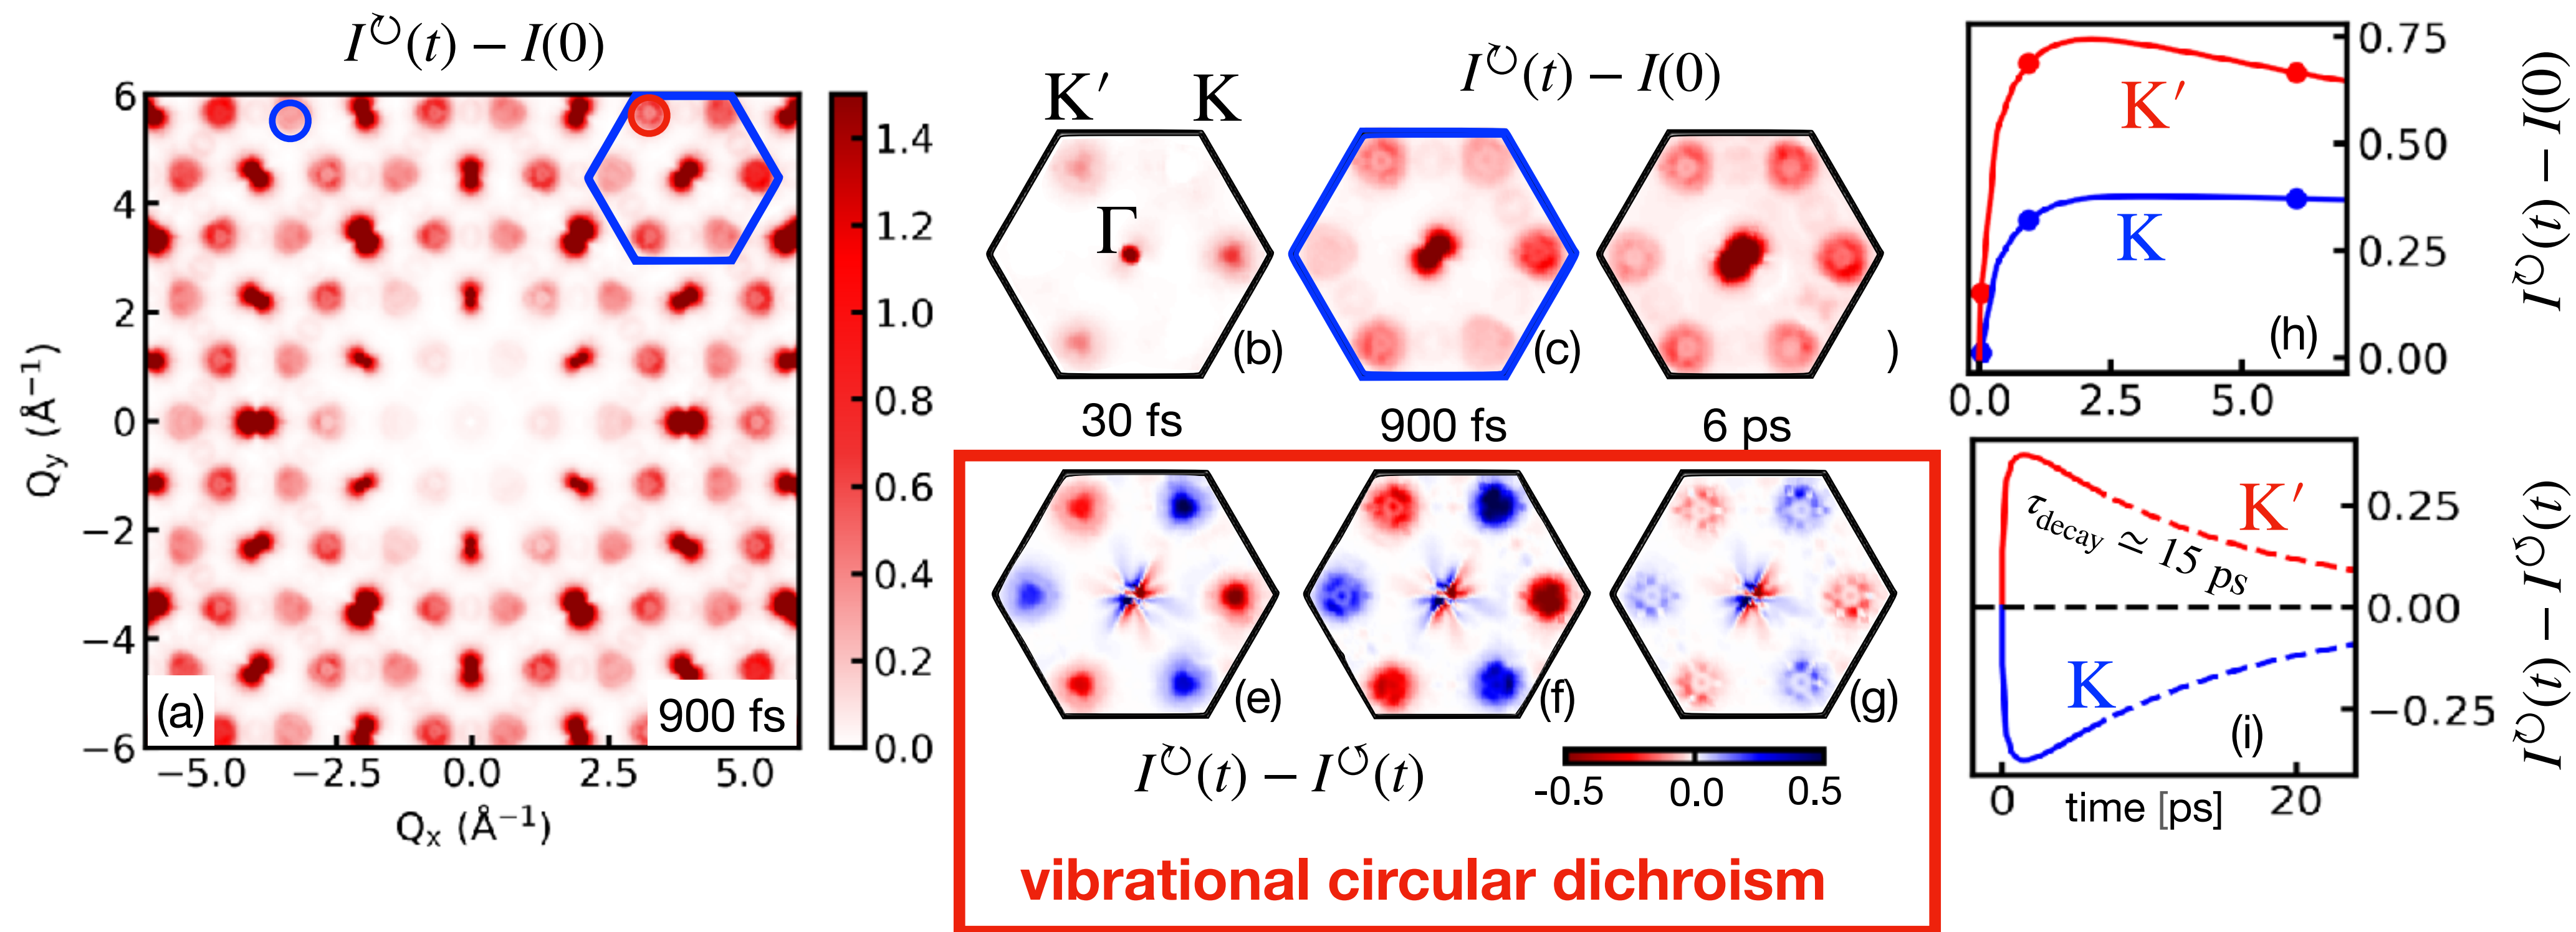 I↻(t) − I(0)
6
4
2
0
−2
−4
−6
Q_y (Å⁻¹)
(a)
900 fs
−5.0 −2.5 0.0 2.5 5.0
Q_x (Å⁻¹)
1.4
1.2
1.0
0.8
0.6
0.4
0.2
0.0
I↻(t) − I(0)
K′ K
Γ
(b)
(c)
)
30 fs
900 fs
6 ps
(e)
(f)
(g)
I↻(t) − I↺(t)
-0.5 0.0 0.5
vibrational circular dichroism
0.75
0.50
0.25
0.00
K′
K
(h)
0.0 2.5 5.0
I↻(t) − I(0)
0.25
0.00
−0.25
K′
τ_decay ≃ 15 ps
K
(i)
0 time [ps] 20
I↻(t) − I↺(t)